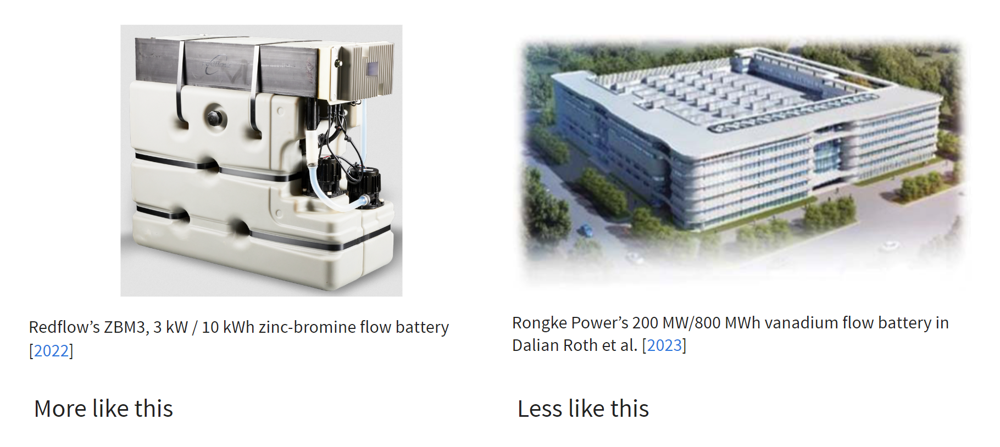 Redflow’s ZBM3, 3 kW / 10 kWh zinc-bromine flow battery
[2022]
Rongke Power’s 200 MW/800 MWh vanadium flow battery in
Dalian Roth et al. [2023]
More like this
Less like this